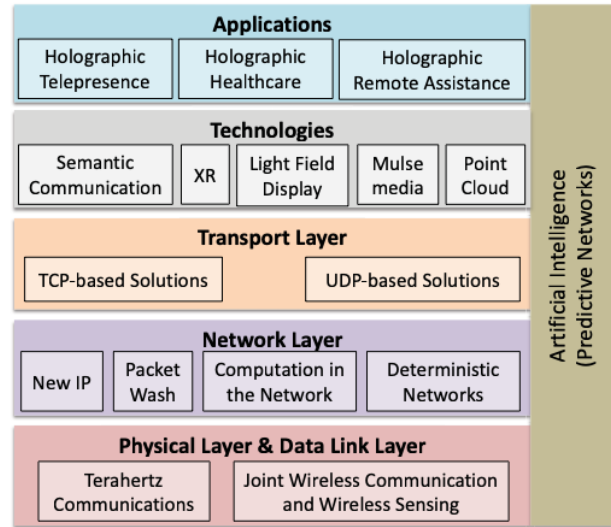 Applications
Holographic
Telepresence
Holographic
Healthcare
Holographic
Remote Assistance
Technologies
Semantic
Communication
XR
Light Field
Display
Mulse
media
Point
Cloud
Transport Layer
TCP-based Solutions
UDP-based Solutions
Network Layer
New IP
Packet
Wash
Computation in
the Network
Deterministic
Networks
Physical Layer & Data Link Layer
Terahertz
Communications
Joint Wireless Communication
and Wireless Sensing
Artificial Intelligence
(Predictive Networks)